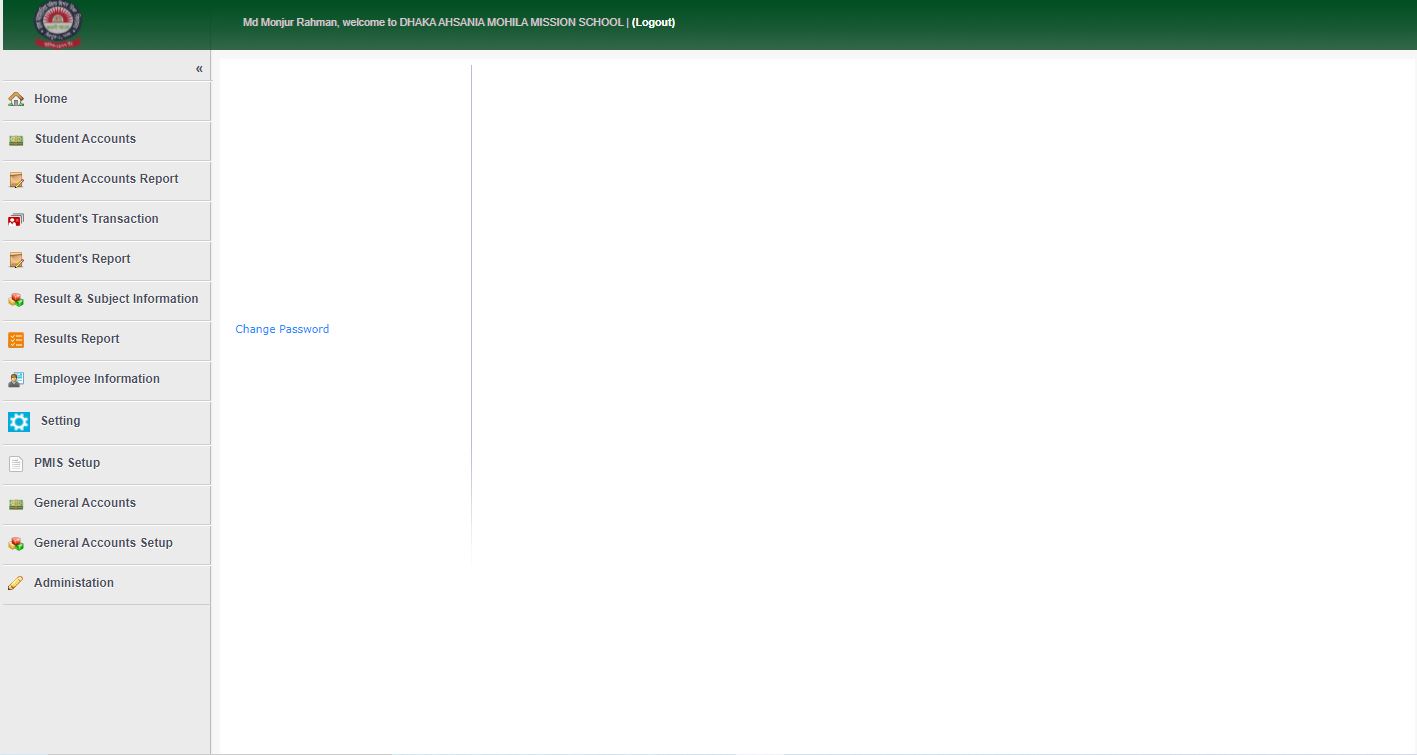 Md Monjur Rahman, welcome to DHAKA AHSANIA MOHILA MISSION SCHOOL | (Logout)
«
Home
Student Accounts
Student Accounts Report
Student's Transaction
Student's Report
Result & Subject Information
Results Report
Change Password
Employee Information
Setting
PMIS Setup
General Accounts
General Accounts Setup
Administation